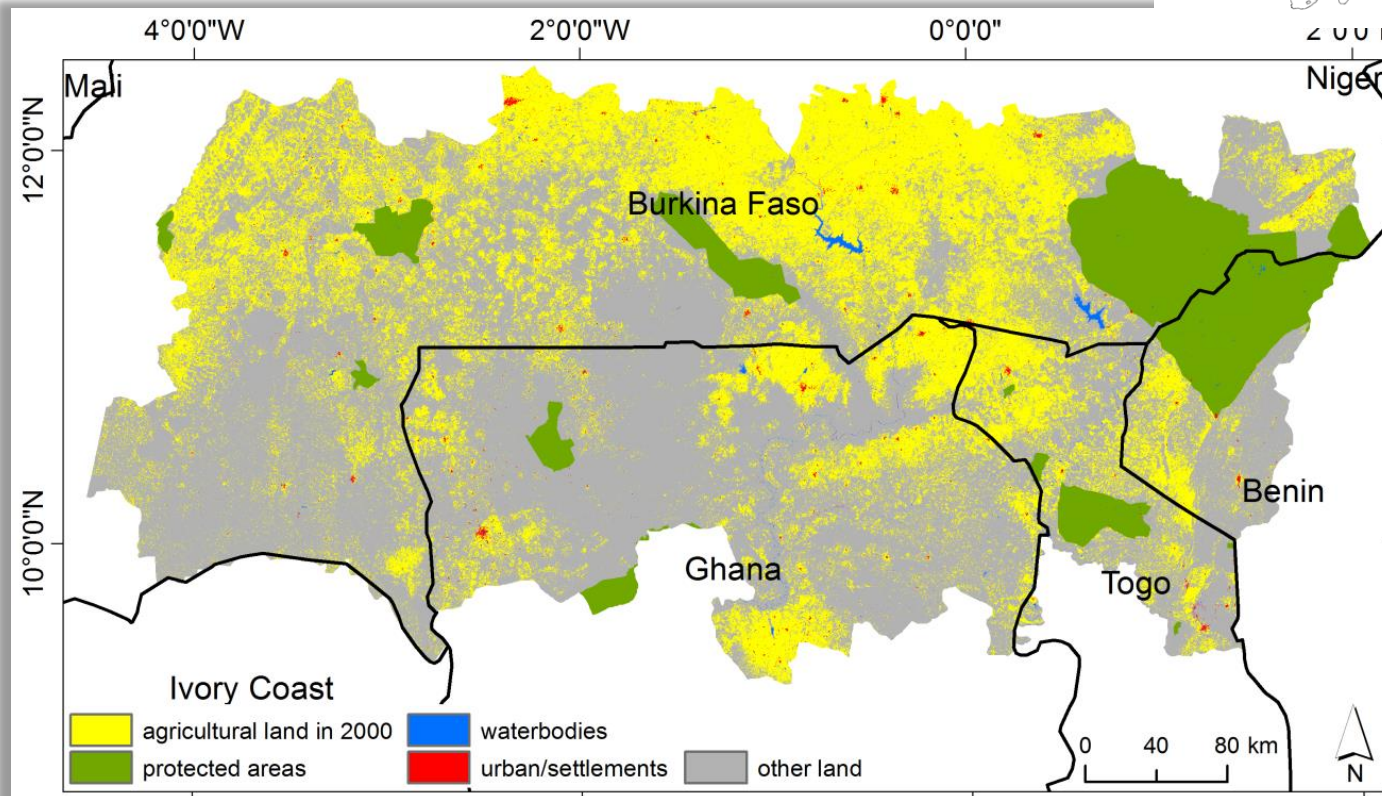 4°0'0"W 2°0'0"W 0°0'0"
Mali
Niger
12°0'0"N
Burkina Faso
10°0'0"N
Benin
Ghana
Togo
Ivory Coast
agricultural land in 2000
waterbodies
protected areas
urban/settlements
other land
0 40 80 km
N